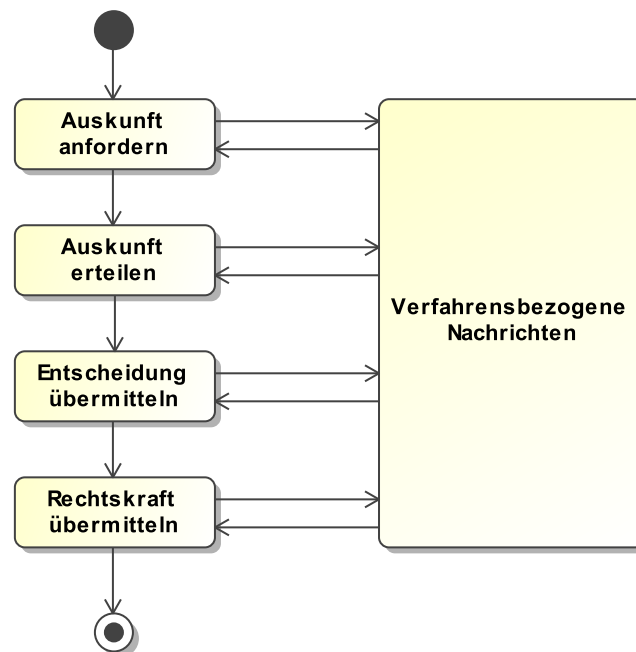 Auskunft
anfordern
Auskunft
erteilen
Verfahrensbezogene
Nachrichten
Entscheidung
übermitteln
Rechtskraft
übermitteln